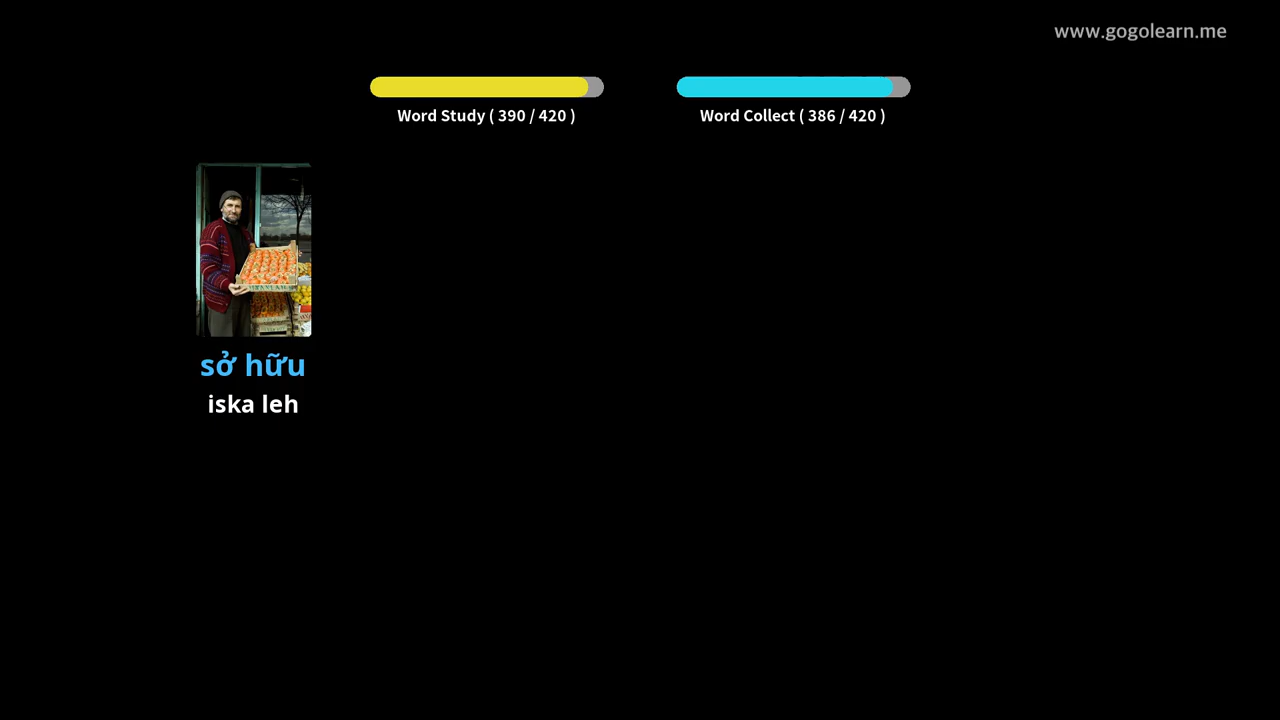 www.gogolearn.me
Word Study ( 390 / 420 )
Word Collect ( 386 / 420 )
sở hữu
iska leh